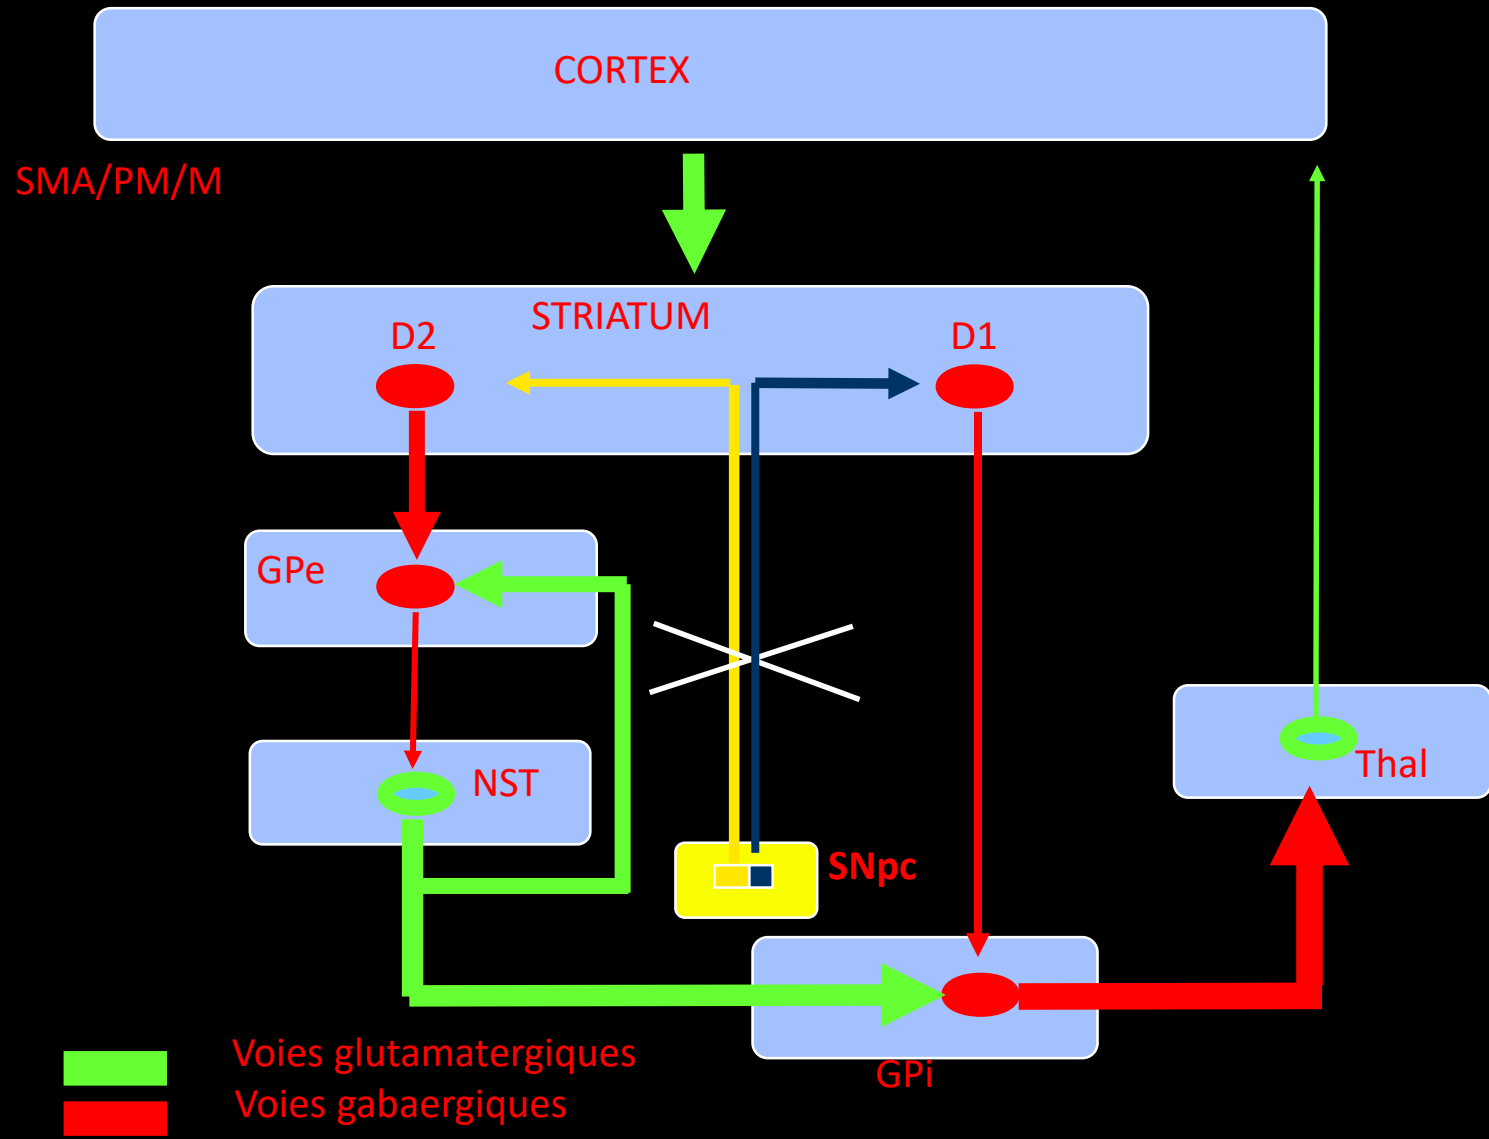 CORTEX
SMA/PM/M
STRIATUM
D2
D1
GPe
NST
Thal
SNpc
GPi
Voies glutamatergiques
Voies gabaergiques